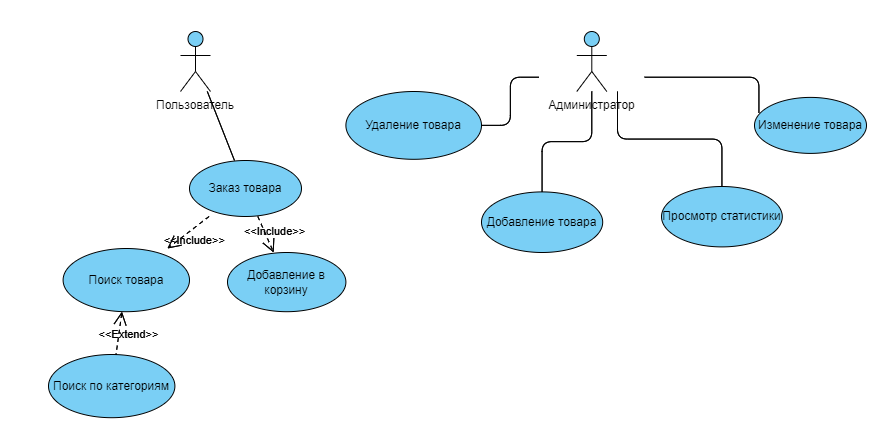 Пользователь
Администратор
Удаление товара
Изменение товара
Заказ товара
Добавление товара
Просмотр статистики
<<Include>>
<<Include>>
Поиск товара
Добавление в
корзину
<<Extend>>
Поиск по категориям